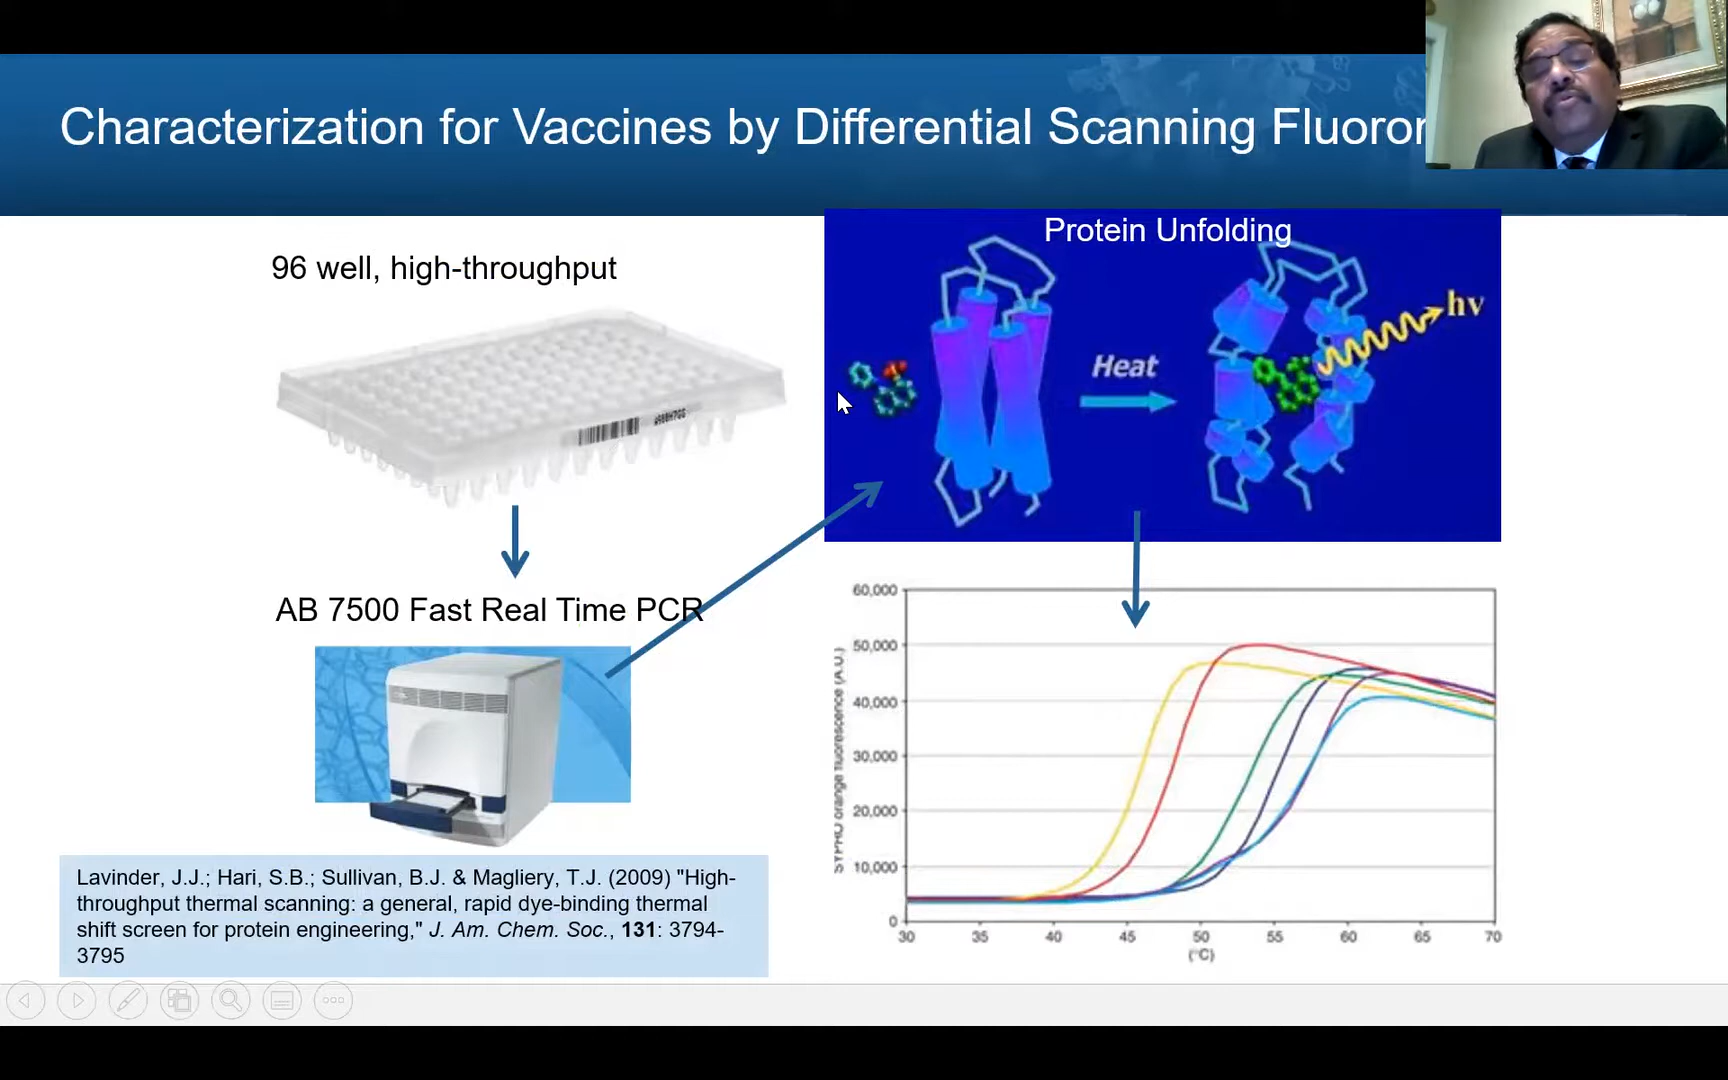 Characterization for Vaccines by Differential Scanning Fluoror
96 well, high-throughput
AB 7500 Fast Real Time PCR
Lavinder, J.J.; Hari, S.B.; Sullivan, B.J. & Magliery, T.J. (2009) "High-
throughput thermal scanning: a general, rapid dye-binding thermal
shift screen for protein engineering," J. Am. Chem. Soc., 131: 3794-
3795
Protein Unfolding
Heat
hv
60,000
50,000
40,000
30,000
20,000
10,000
0
SYPRO orange fluorescence (A.U.)
30 35 40 45 50 55 60 65 70
(°C)